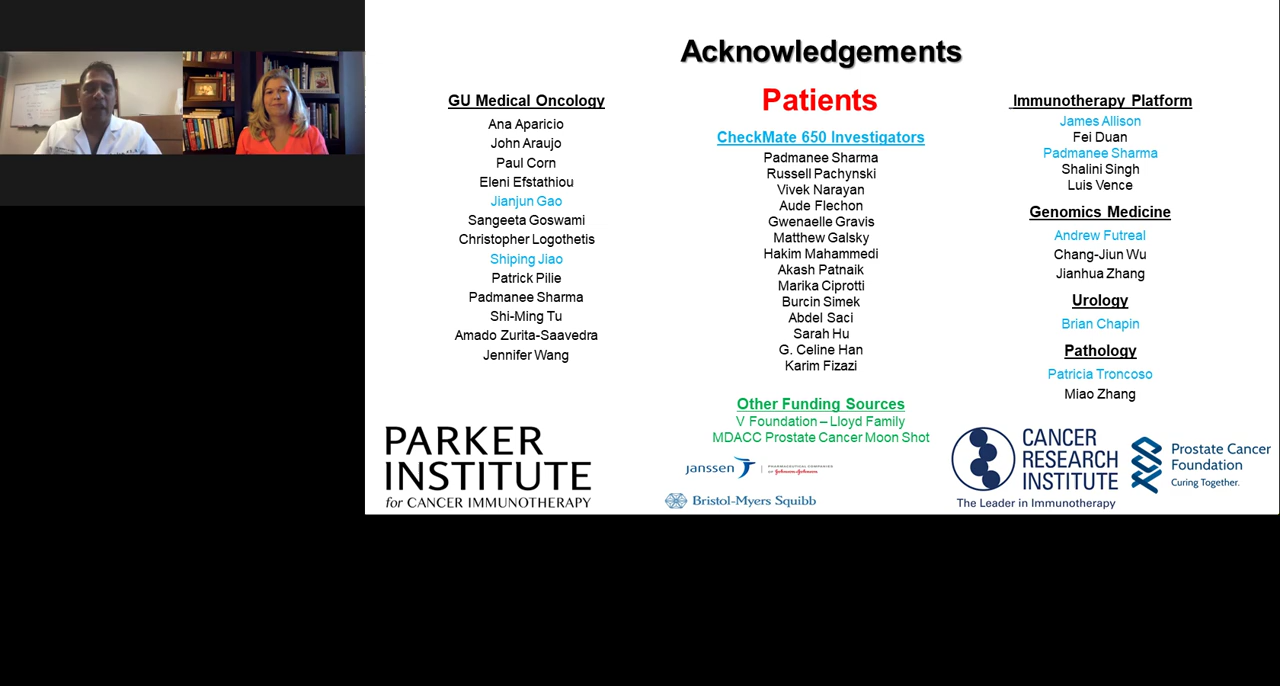 Acknowledgements
GU Medical Oncology
Ana Aparicio
John Araujo
Paul Corn
Eleni Efstathiou
Jianjun Gao
Sangeeta Goswami
Christopher Logothetis
Shiping Jiao
Patrick Pilie
Padmanee Sharma
Shi-Ming Tu
Amado Zurita-Saavedra
Jennifer Wang
PARKER
INSTITUTE
for CANCER IMMUNOTHERAPY
Patients
CheckMate 650 Investigators
Padmanee Sharma
Russell Pachynski
Vivek Narayan
Aude Flechon
Gwenaelle Gravis
Matthew Galsky
Hakim Mahammedi
Akash Patnaik
Marika Ciprotti
Burcin Simek
Abdel Saci
Sarah Hu
G. Celine Han
Karim Fizazi
Other Funding Sources
V Foundation – Lloyd Family
MDACC Prostate Cancer Moon Shot
janssen
PHARMACEUTICAL COMPANIES
OF Johnson&Johnson
Bristol-Myers Squibb
Immunotherapy Platform
James Allison
Fei Duan
Padmanee Sharma
Shalini Singh
Luis Vence
Genomics Medicine
Andrew Futreal
Chang-Jiun Wu
Jianhua Zhang
Urology
Brian Chapin
Pathology
Patricia Troncoso
Miao Zhang
CANCER
RESEARCH
INSTITUTE
The Leader in Immunotherapy
Prostate Cancer
Foundation
Curing Together.